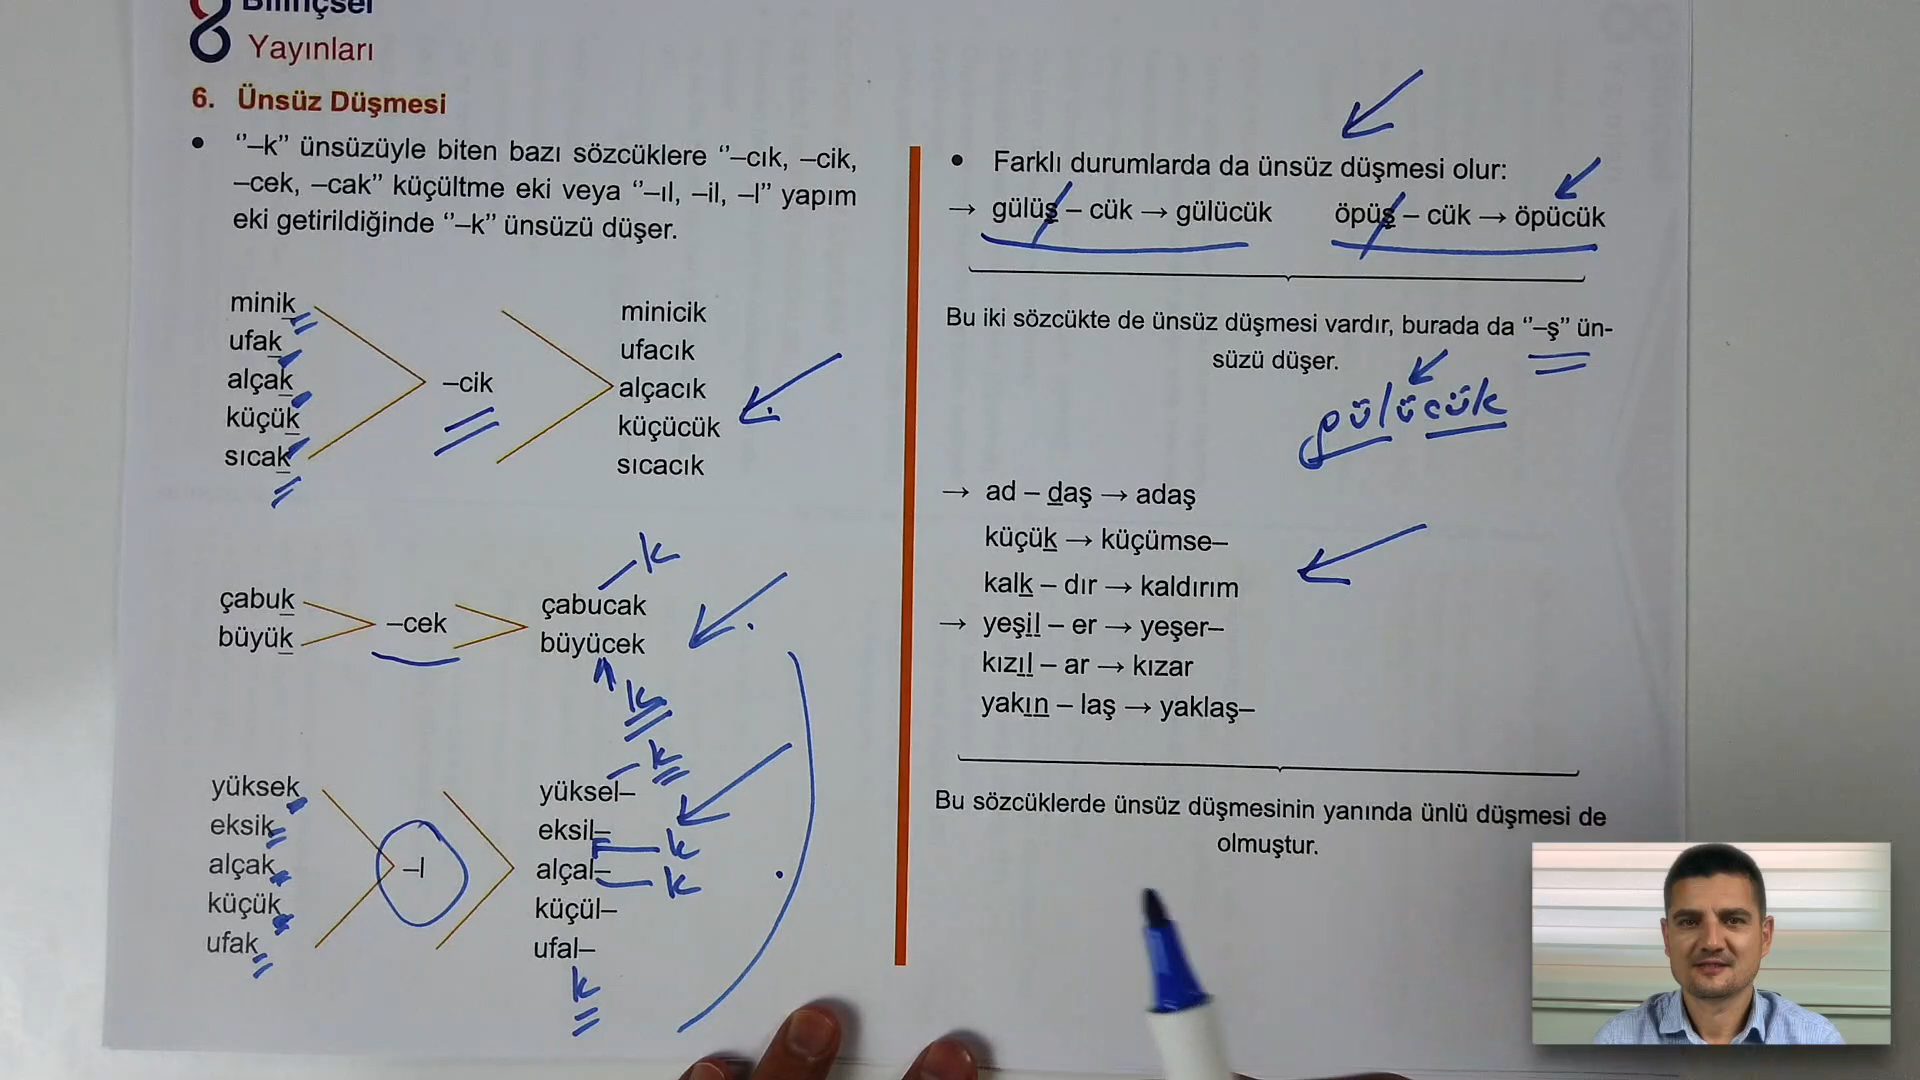 Bilinçsel
Yayınları
6. Ünsüz Düşmesi
• “–k” ünsüzüyle biten bazı sözcüklere “–cık, –cik,
–cek, –cak” küçültme eki veya “–ıl, –il, –l” yapım
eki getirildiğinde “–k” ünsüzü düşer.
minik
ufak
alçak
küçük
sıcak
–cik
minicik
ufacık
alçacık
küçücük
sıcacık
çabuk
büyük
–cek
k
çabucak
büyücek
k
yüksek
eksik
alçak
küçük
ufak
–l
k
yüksel–
eksil–
k
alçal–
k
küçül–
ufal–
k
• Farklı durumlarda da ünsüz düşmesi olur:
→ gülüş – cük → gülücük öpüş – cük → öpücük
Bu iki sözcükte de ünsüz düşmesi vardır, burada da “–ş” ün-
süzü düşer.
gülücük
→ ad – daş → adaş
küçük → küçümse–
kalk – dır → kaldırım
→ yeşil – er → yeşer–
kızıl – ar → kızar
yakın – laş → yaklaş–
Bu sözcüklerde ünsüz düşmesinin yanında ünlü düşmesi de
olmuştur.